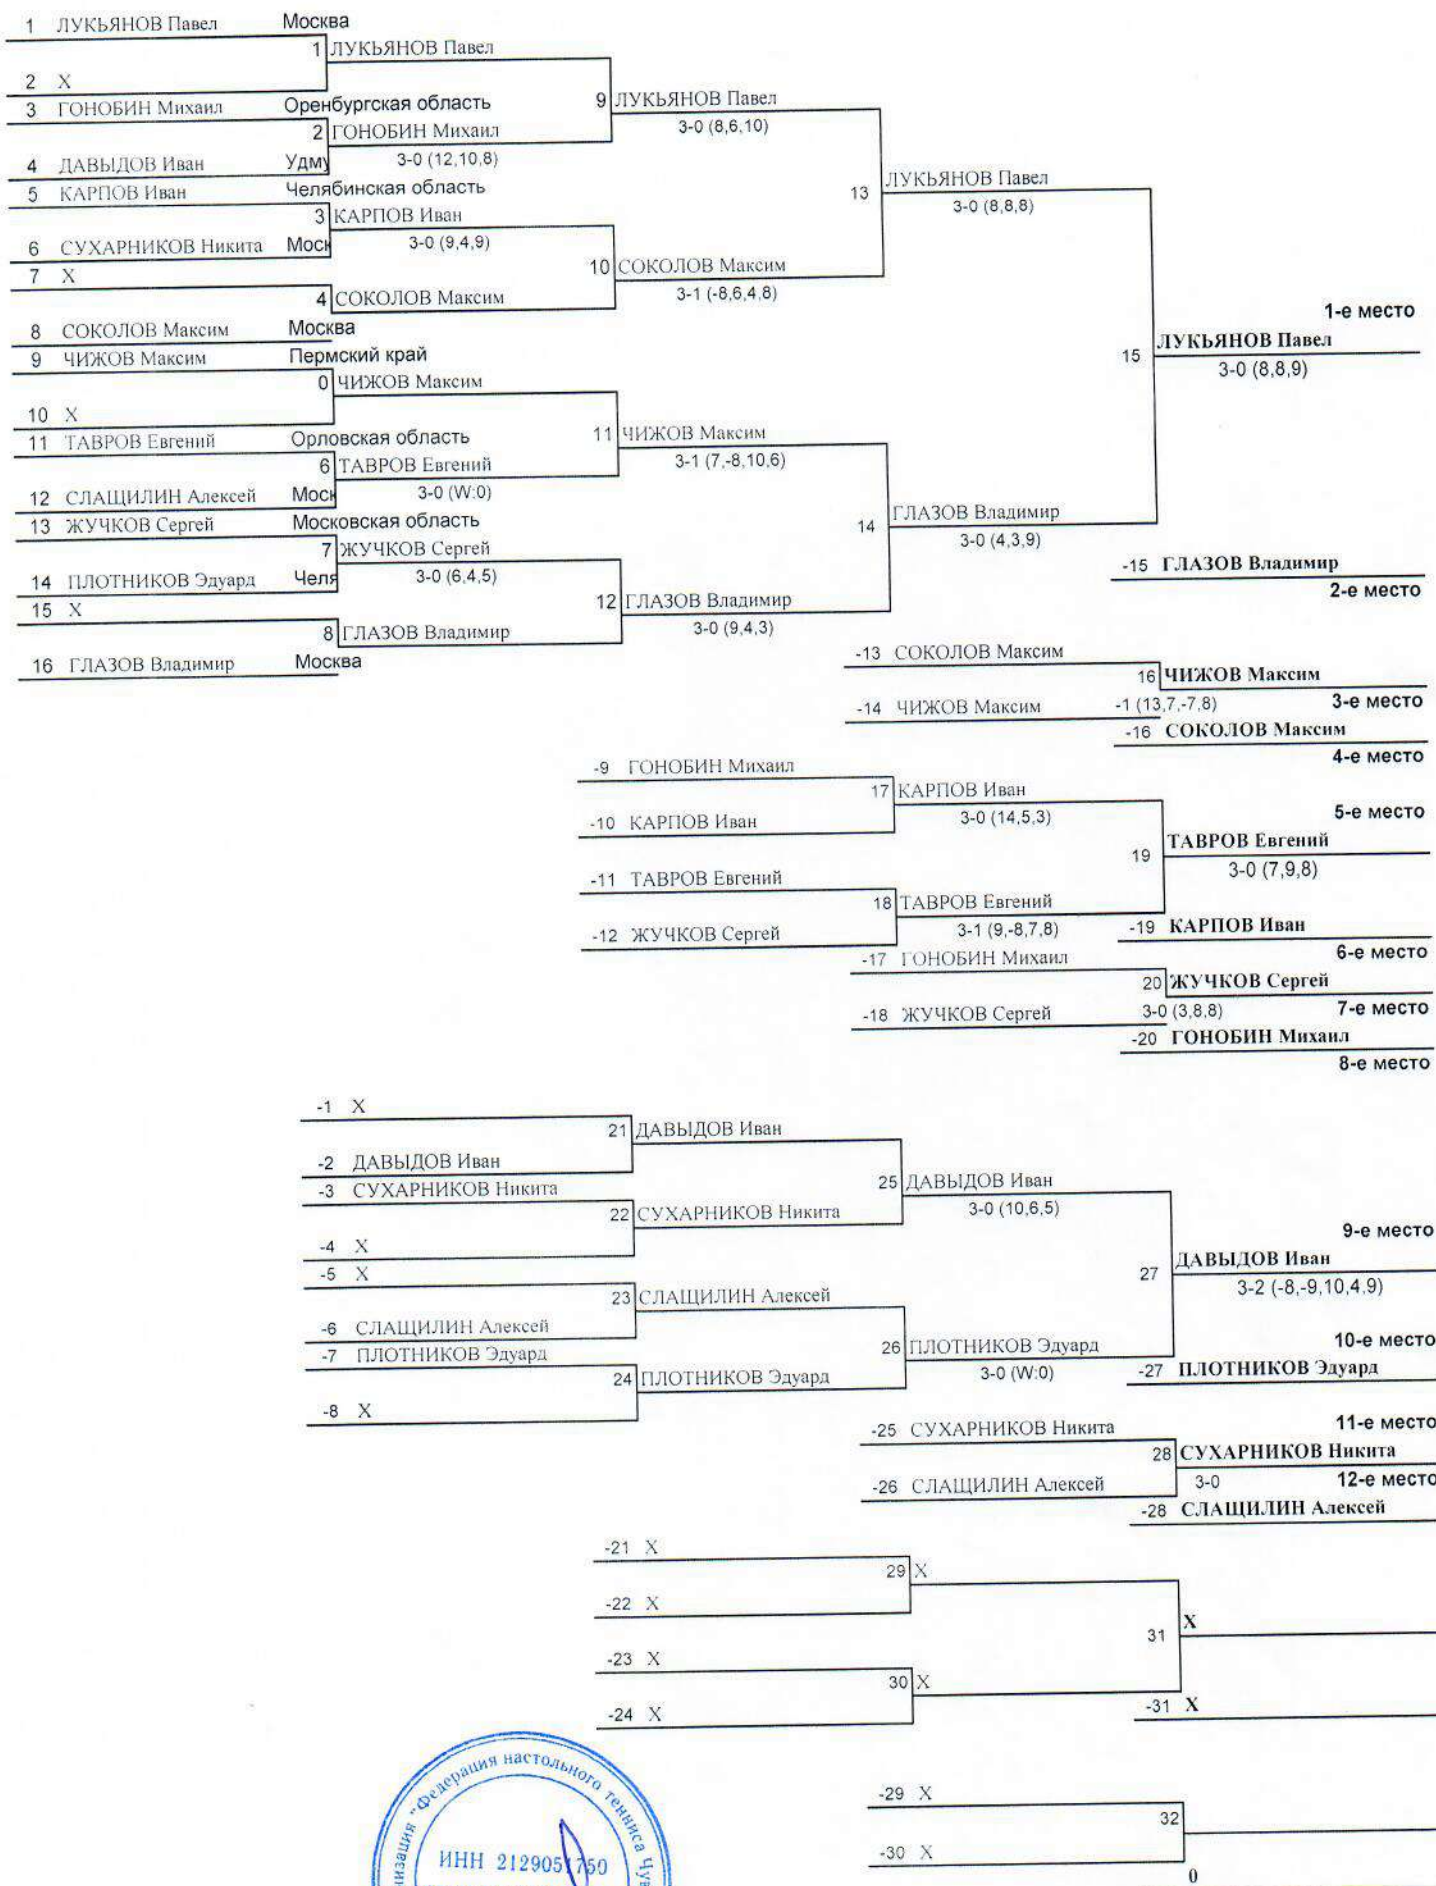 1 ЛУКЬЯНОВ Павел Москва
1 ЛУКЬЯНОВ Павел
2 X
3 ГОНОБИН Михаил Оренбургская область
9 ЛУКЬЯНОВ Павел
2 ГОНОБИН Михаил
3-0 (8,6,10)
4 ДАВЫДОВ Иван Удму
3-0 (12,10,8)
5 КАРПОВ Иван Челябинская область
13 ЛУКЬЯНОВ Павел
3-0 (8,8,8)
3 КАРПОВ Иван
6 СУХАРНИКОВ Никита Моск
3-0 (9,4,9)
7 X
10 СОКОЛОВ Максим
4 СОКОЛОВ Максим
3-1 (-8,6,4,8)
8 СОКОЛОВ Максим Москва
1-е место
9 ЧИЖОВ Максим Пермский край
15 ЛУКЬЯНОВ Павел
3-0 (8,8,9)
0 ЧИЖОВ Максим
10 X
11 ТАВРОВ Евгений Орловская область
11 ЧИЖОВ Максим
6 ТАВРОВ Евгений
3-1 (7,-8,10,6)
12 СЛАЩИЛИН Алексей Моск
3-0 (W:0)
13 ЖУЧКОВ Сергей Московская область
14 ГЛАЗОВ Владимир
3-0 (4,3,9)
7 ЖУЧКОВ Сергей
14 ПЛОТНИКОВ Эдуард Челя
3-0 (6,4,5)
-15 ГЛАЗОВ Владимир
2-е место
15 X
12 ГЛАЗОВ Владимир
8 ГЛАЗОВ Владимир
3-0 (9,4,3)
16 ГЛАЗОВ Владимир Москва
-13 СОКОЛОВ Максим
16 ЧИЖОВ Максим
-14 ЧИЖОВ Максим
-1 (13,7,-7,8)
3-е место
-16 СОКОЛОВ Максим
4-е место
-9 ГОНОБИН Михаил
17 КАРПОВ Иван
-10 КАРПОВ Иван
3-0 (14,5,3)
5-е место
19 ТАВРОВ Евгений
3-0 (7,9,8)
-11 ТАВРОВ Евгений
18 ТАВРОВ Евгений
-12 ЖУЧКОВ Сергей
3-1 (9,-8,7,8)
-19 КАРПОВ Иван
6-е место
-17 ГОНОБИН Михаил
20 ЖУЧКОВ Сергей
-18 ЖУЧКОВ Сергей
3-0 (3,8,8)
7-е место
-20 ГОНОБИН Михаил
8-е место
-1 X
21 ДАВЫДОВ Иван
-2 ДАВЫДОВ Иван
-3 СУХАРНИКОВ Никита
25 ДАВЫДОВ Иван
3-0 (10,6,5)
22 СУХАРНИКОВ Никита
-4 X
9-е место
-5 X
27 ДАВЫДОВ Иван
3-2 (-8,-9,10,4,9)
23 СЛАЩИЛИН Алексей
-6 СЛАЩИЛИН Алексей
-7 ПЛОТНИКОВ Эдуард
26 ПЛОТНИКОВ Эдуард
10-е место
3-0 (W:0)
-27 ПЛОТНИКОВ Эдуард
24 ПЛОТНИКОВ Эдуард
-8 X
-25 СУХАРНИКОВ Никита
11-е место
28 СУХАРНИКОВ Никита
-26 СЛАЩИЛИН Алексей
3-0
12-е место
-28 СЛАЩИЛИН Алексей
-21 X
29 X
-22 X
31 X
-23 X
30 X
-24 X
-31 X
"Федерация настольного тенниса
-29 X
32
-30 X
0
ИНН 2129051750